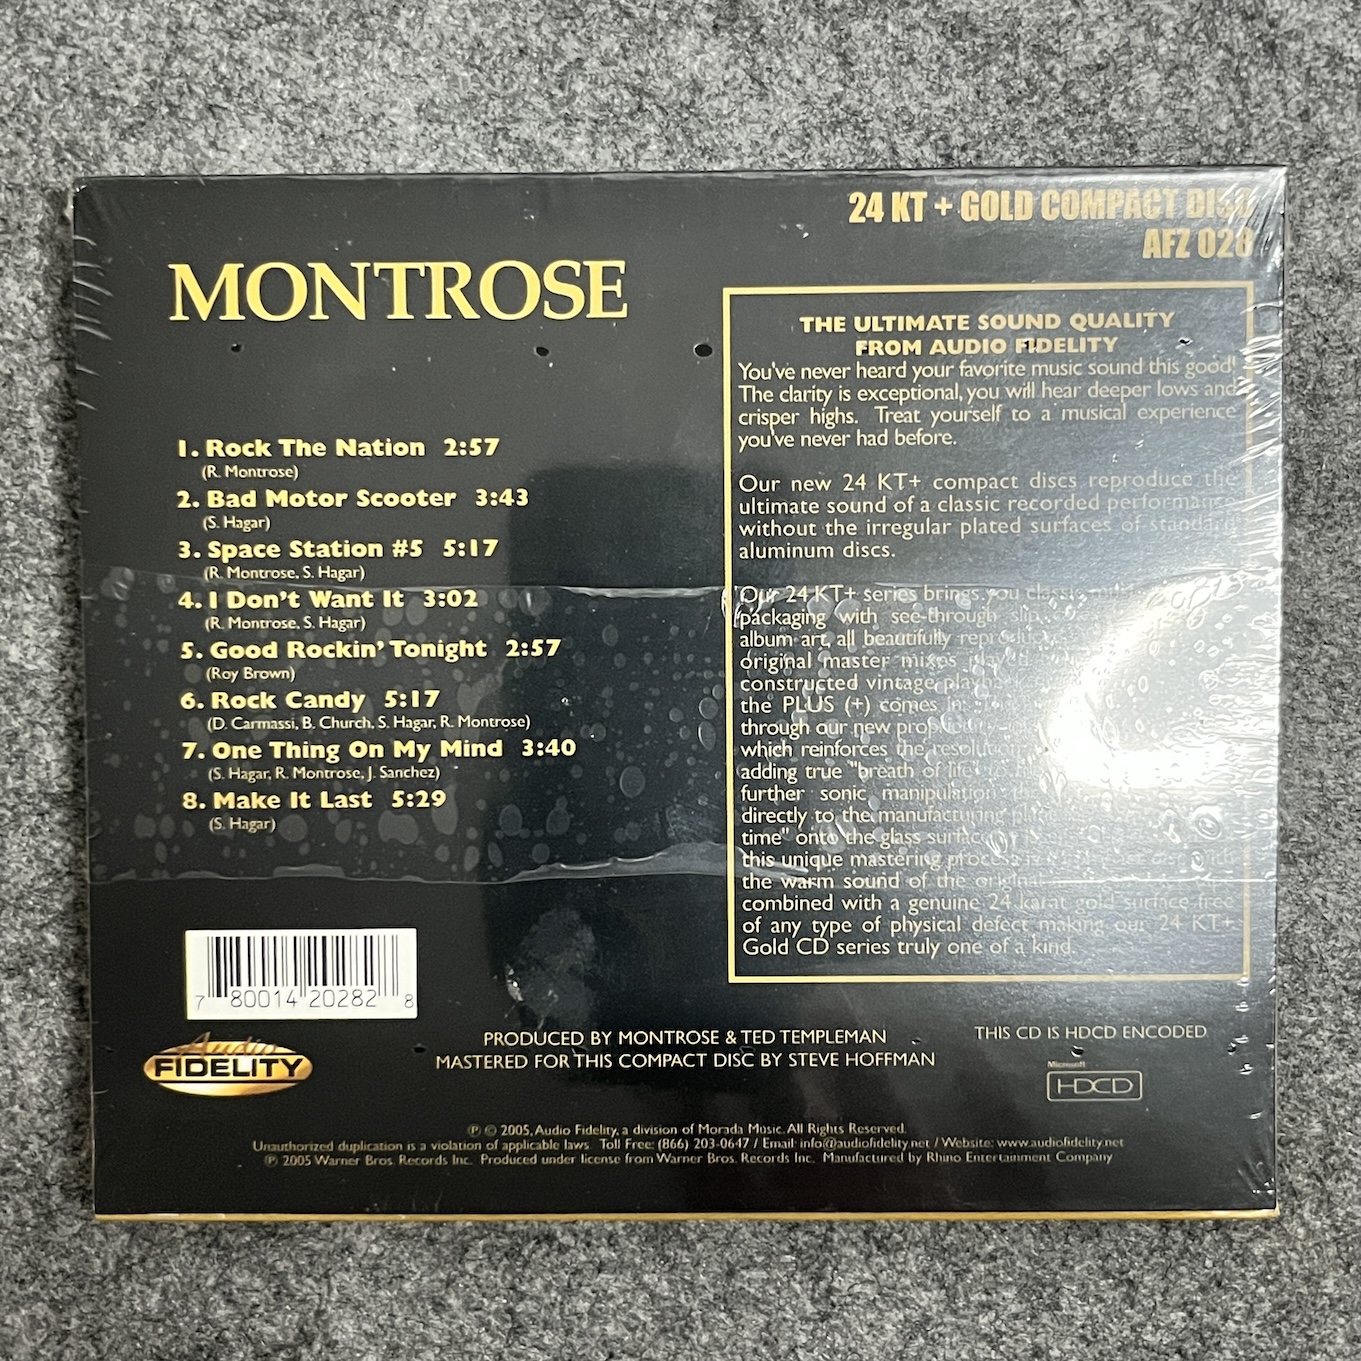 24 KT + GOLD COMPACT DISC
AFZ 028
MONTROSE
1. Rock The Nation 2:57
(R. Montrose)
2. Bad Motor Scooter 3:43
(S. Hagar)
3. Space Station #5 5:17
(R. Montrose, S. Hagar)
4. I Don't Want It 3:02
(R. Montrose, S. Hagar)
5. Good Rockin' Tonight 2:57
(Roy Brown)
6. Rock Candy 5:17
(D. Carmassi, B. Church, S. Hagar, R. Montrose)
7. One Thing On My Mind 3:40
(S. Hagar, R. Montrose, J. Sanchez)
8. Make It Last 5:29
(S. Hagar)
THE ULTIMATE SOUND QUALITY
FROM AUDIO FIDELITY
You've never heard your favorite music sound this good!
The clarity is exceptional, you will hear deeper lows and
crisper highs. Treat yourself to a musical experience
you've never had before.
Our new 24 KT+ compact discs reproduce the
ultimate sound of a classic recorded performance
without the irregular plated surfaces of standard
aluminum discs.
Our 24 KT+ series brings you classic
packaging with see-through
album art, all beautifully
original master mixes
constructed vintage
the PLUS (+) comes
through our new
which reinforces the
adding true "breath of life" to
further sonic manipulation
directly to the manufacturing
time" onto the glass
this unique mastering process is with
the warm sound of the original
combined with a genuine 24 karat gold surface free
of any type of physical defect making our 24 KT+
Gold CD series truly one of a kind.
7 80014 20282 8
Audio
FIDELITY
PRODUCED BY MONTROSE & TED TEMPLEMAN
MASTERED FOR THIS COMPACT DISC BY STEVE HOFFMAN
THIS CD IS HDCD ENCODED
Microsoft
HDCD
℗ © 2005, Audio Fidelity, a division of Morada Music. All Rights Reserved.
Unauthorized duplication is a violation of applicable laws. Toll Free: (866) 203-0647 / Email: info@audiofidelity.net / Website: www.audiofidelity.net
℗ 2005 Warner Bros. Records Inc. Produced under license from Warner Bros. Records Inc. Manufactured by Rhino Entertainment Company